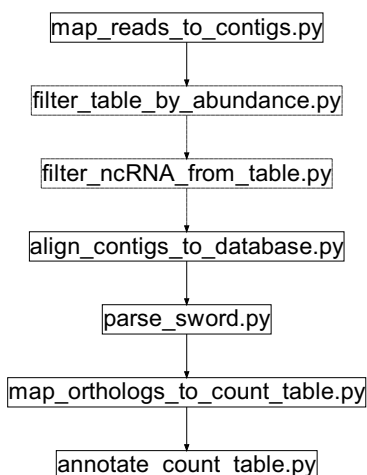 map_reads_to_contigs.py
filter_table_by_abundance.py
filter_ncRNA_from_table.py
align_contigs_to_database.py
parse_sword.py
map_orthologs_to_count_table.py
annotate_count_table.py